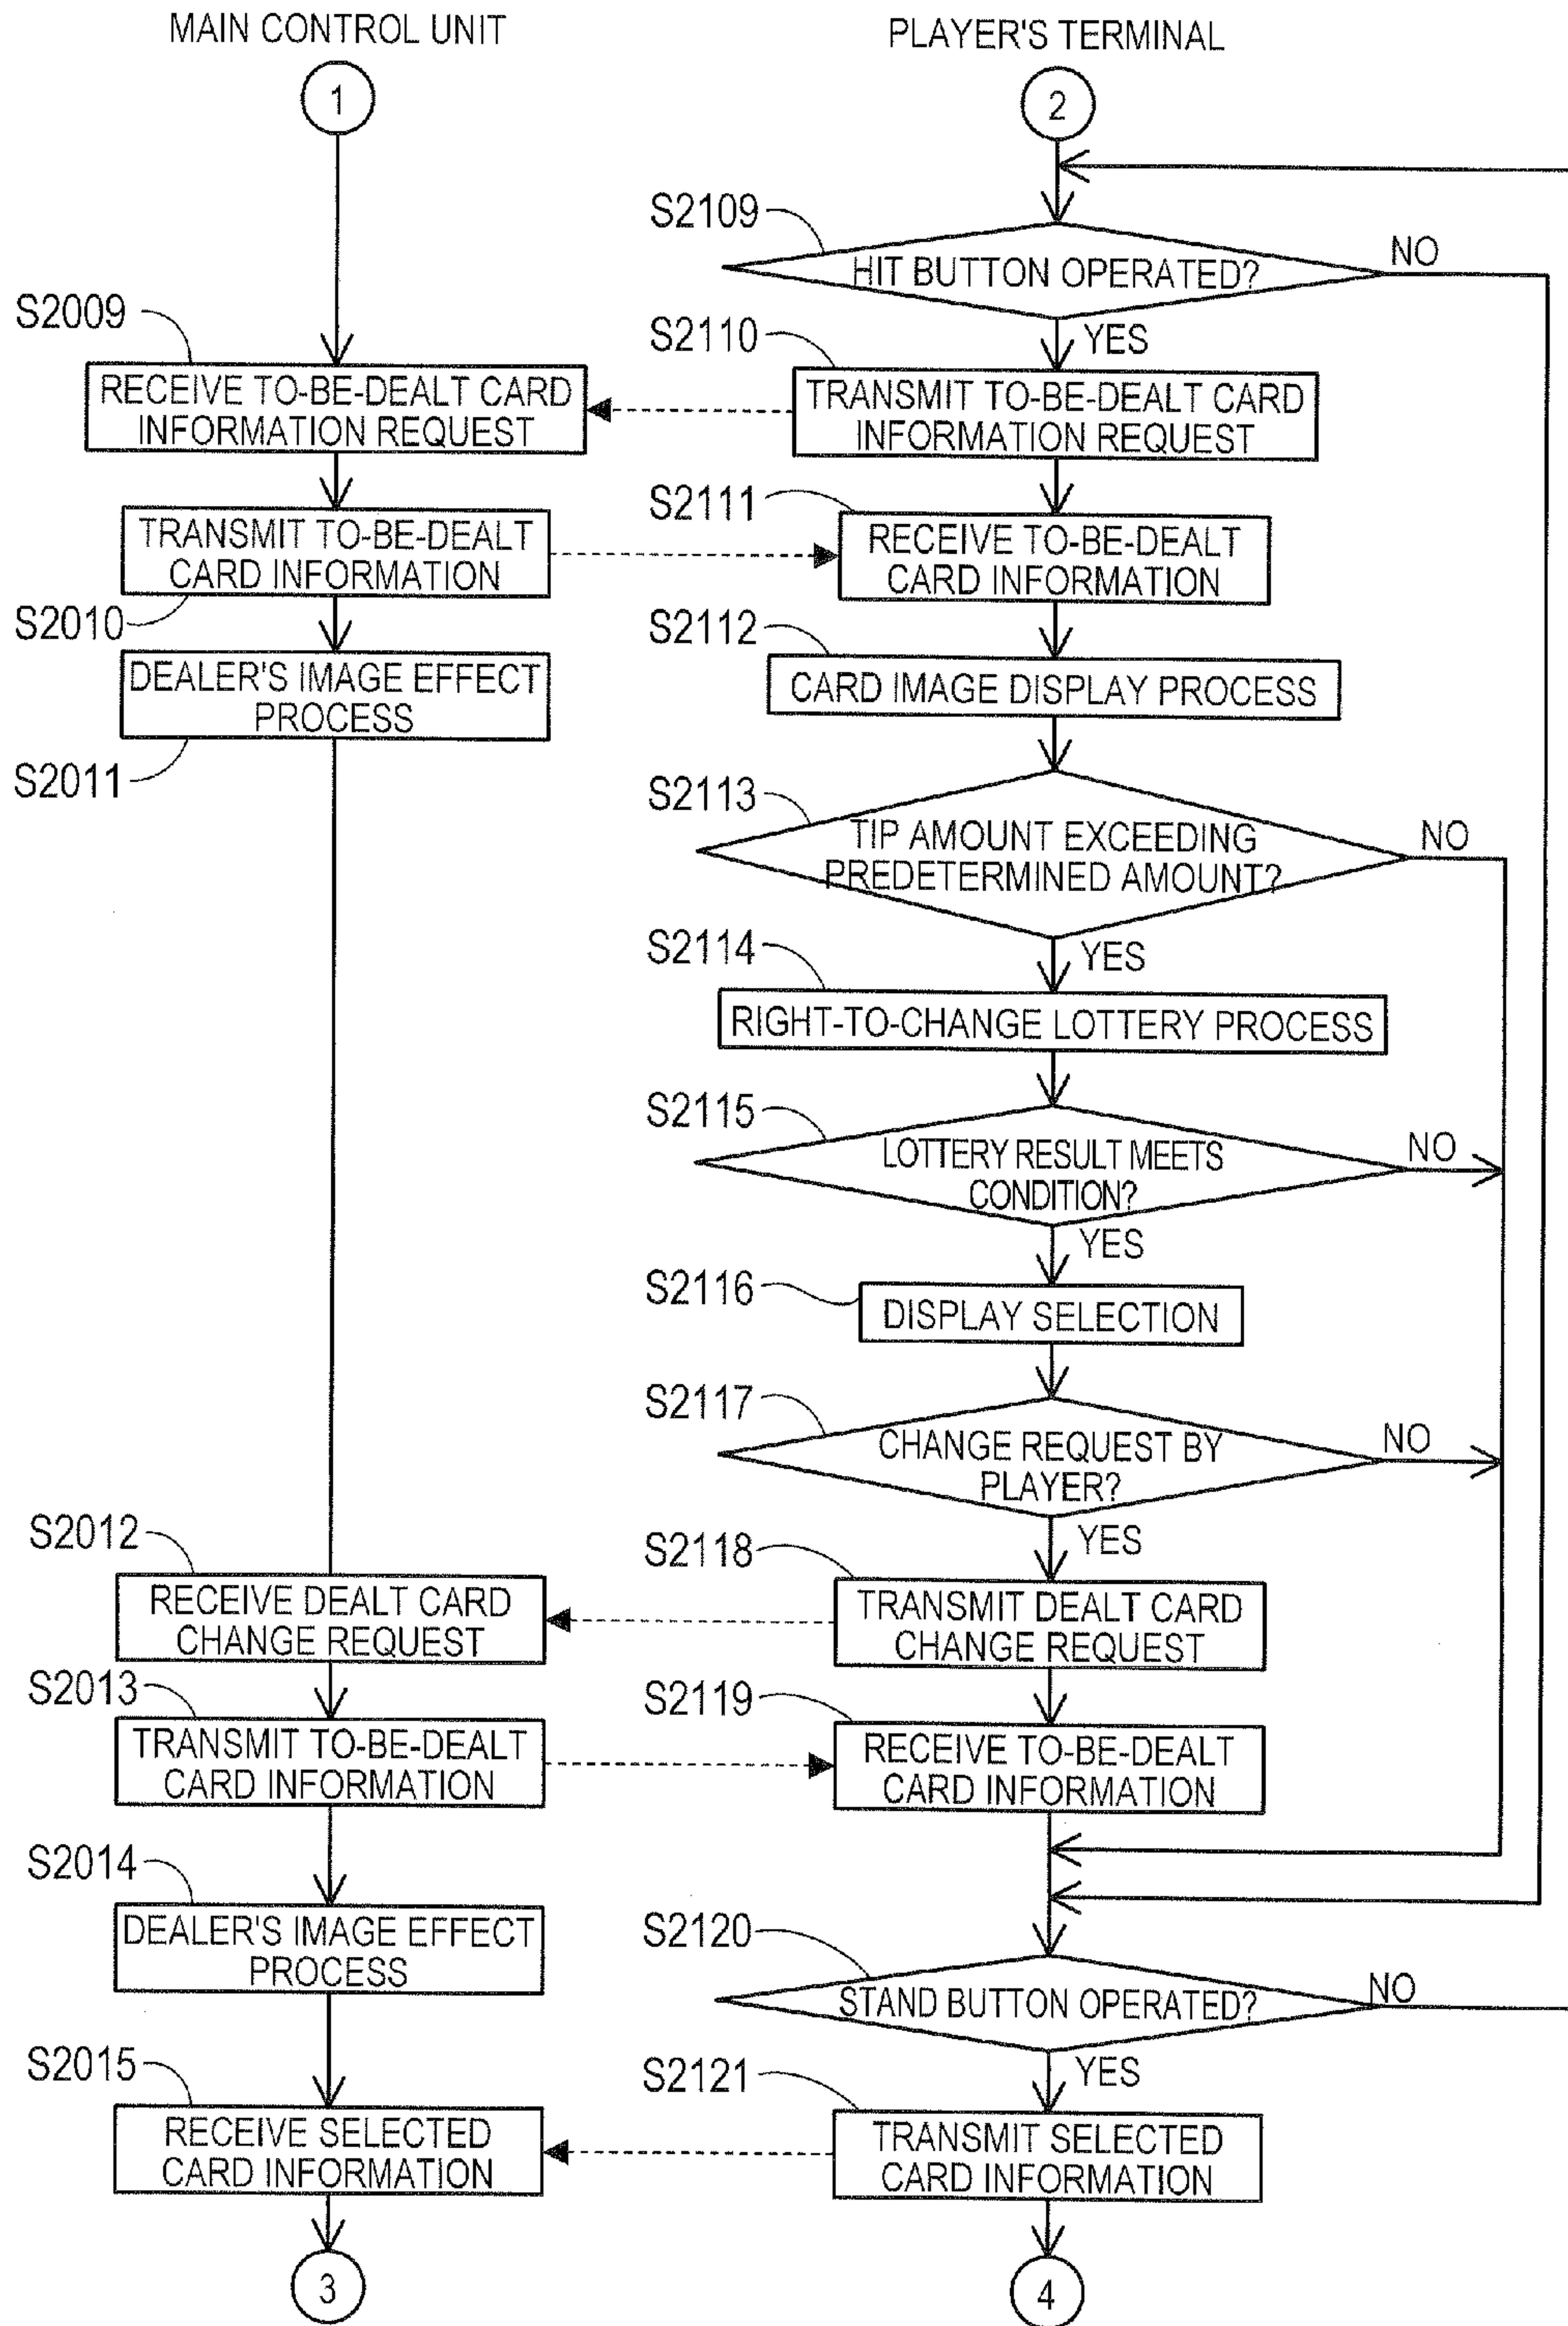 MAIN CONTROL UNIT
PLAYER'S TERMINAL
1
2
S2109
HIT BUTTON OPERATED?
NO
YES
S2009
RECEIVE TO-BE-DEALT CARD
INFORMATION REQUEST
S2110
TRANSMIT TO-BE-DEALT CARD
INFORMATION REQUEST
S2010
TRANSMIT TO-BE-DEALT
CARD INFORMATION
S2111
RECEIVE TO-BE-DEALT
CARD INFORMATION
S2011
DEALER'S IMAGE EFFECT
PROCESS
S2112
CARD IMAGE DISPLAY PROCESS
S2113
TIP AMOUNT EXCEEDING
PREDETERMINED AMOUNT?
NO
YES
S2114
RIGHT-TO-CHANGE LOTTERY PROCESS
S2115
LOTTERY RESULT MEETS
CONDITION?
NO
YES
S2116
DISPLAY SELECTION
S2117
CHANGE REQUEST BY
PLAYER?
NO
YES
S2012
RECEIVE DEALT CARD
CHANGE REQUEST
S2118
TRANSMIT DEALT CARD
CHANGE REQUEST
S2013
TRANSMIT TO-BE-DEALT
CARD INFORMATION
S2119
RECEIVE TO-BE-DEALT
CARD INFORMATION
S2014
DEALER'S IMAGE EFFECT
PROCESS
S2120
STAND BUTTON OPERATED?
NO
YES
S2015
RECEIVE SELECTED
CARD INFORMATION
S2121
TRANSMIT SELECTED
CARD INFORMATION
3
4